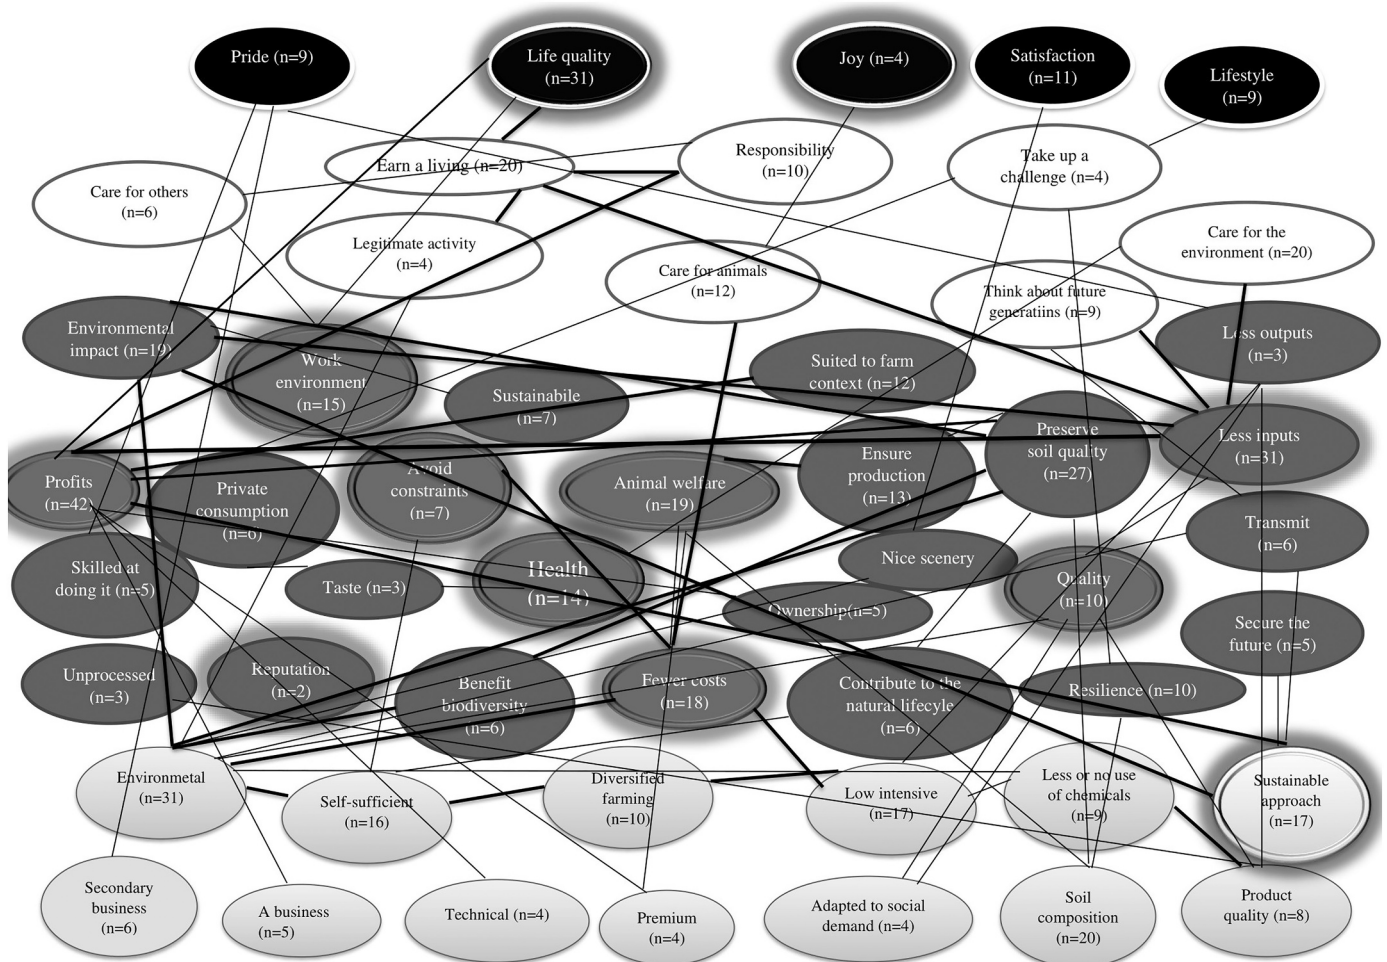 Pride (n=9)
Life quality
(n=31)
Joy (n=4)
Satisfaction
(n=11)
Lifestyle
(n=9)
Earn a living (n=20)
Responsibility
(n=10)
Take up a
challenge (n=4)
Care for others
(n=6)
Legitimate activity
(n=4)
Care for animals
(n=12)
Think about future
generatiins (n=9)
Care for the
environment (n=20)
Environmental
impact (n=19)
Work
environment
(n=15)
Sustainabile
(n=7)
Suited to farm
context (n=12)
Less outputs
(n=3)
Profits
(n=42)
Private
consumption
(n=6)
Avoid
constraints
(n=7)
Animal welfare
(n=19)
Ensure
production
(n=13)
Preserve
soil quality
(n=27)
Less inputs
(n=31)
Skilled at
doing it (n=5)
Taste (n=3)
Health
(n=14)
Nice scenery
Ownership(n=5)
Quality
(n=10)
Transmit
(n=6)
Secure the
future (n=5)
Unprocessed
(n=3)
Reputation
(n=2)
Benefit
biodiversity
(n=6)
Fewer costs
(n=18)
Contribute to the
natural lifecyle
(n=6)
Resilience (n=10)
Environmetal
(n=31)
Self-sufficient
(n=16)
Diversified
farming
(n=10)
Low intensive
(n=17)
Less or no use
of chemicals
(n=9)
Sustainable
approach
(n=17)
Secondary
business
(n=6)
A business
(n=5)
Technical (n=4)
Premium
(n=4)
Adapted to social
demand (n=4)
Soil
composition
(n=20)
Product
quality (n=8)